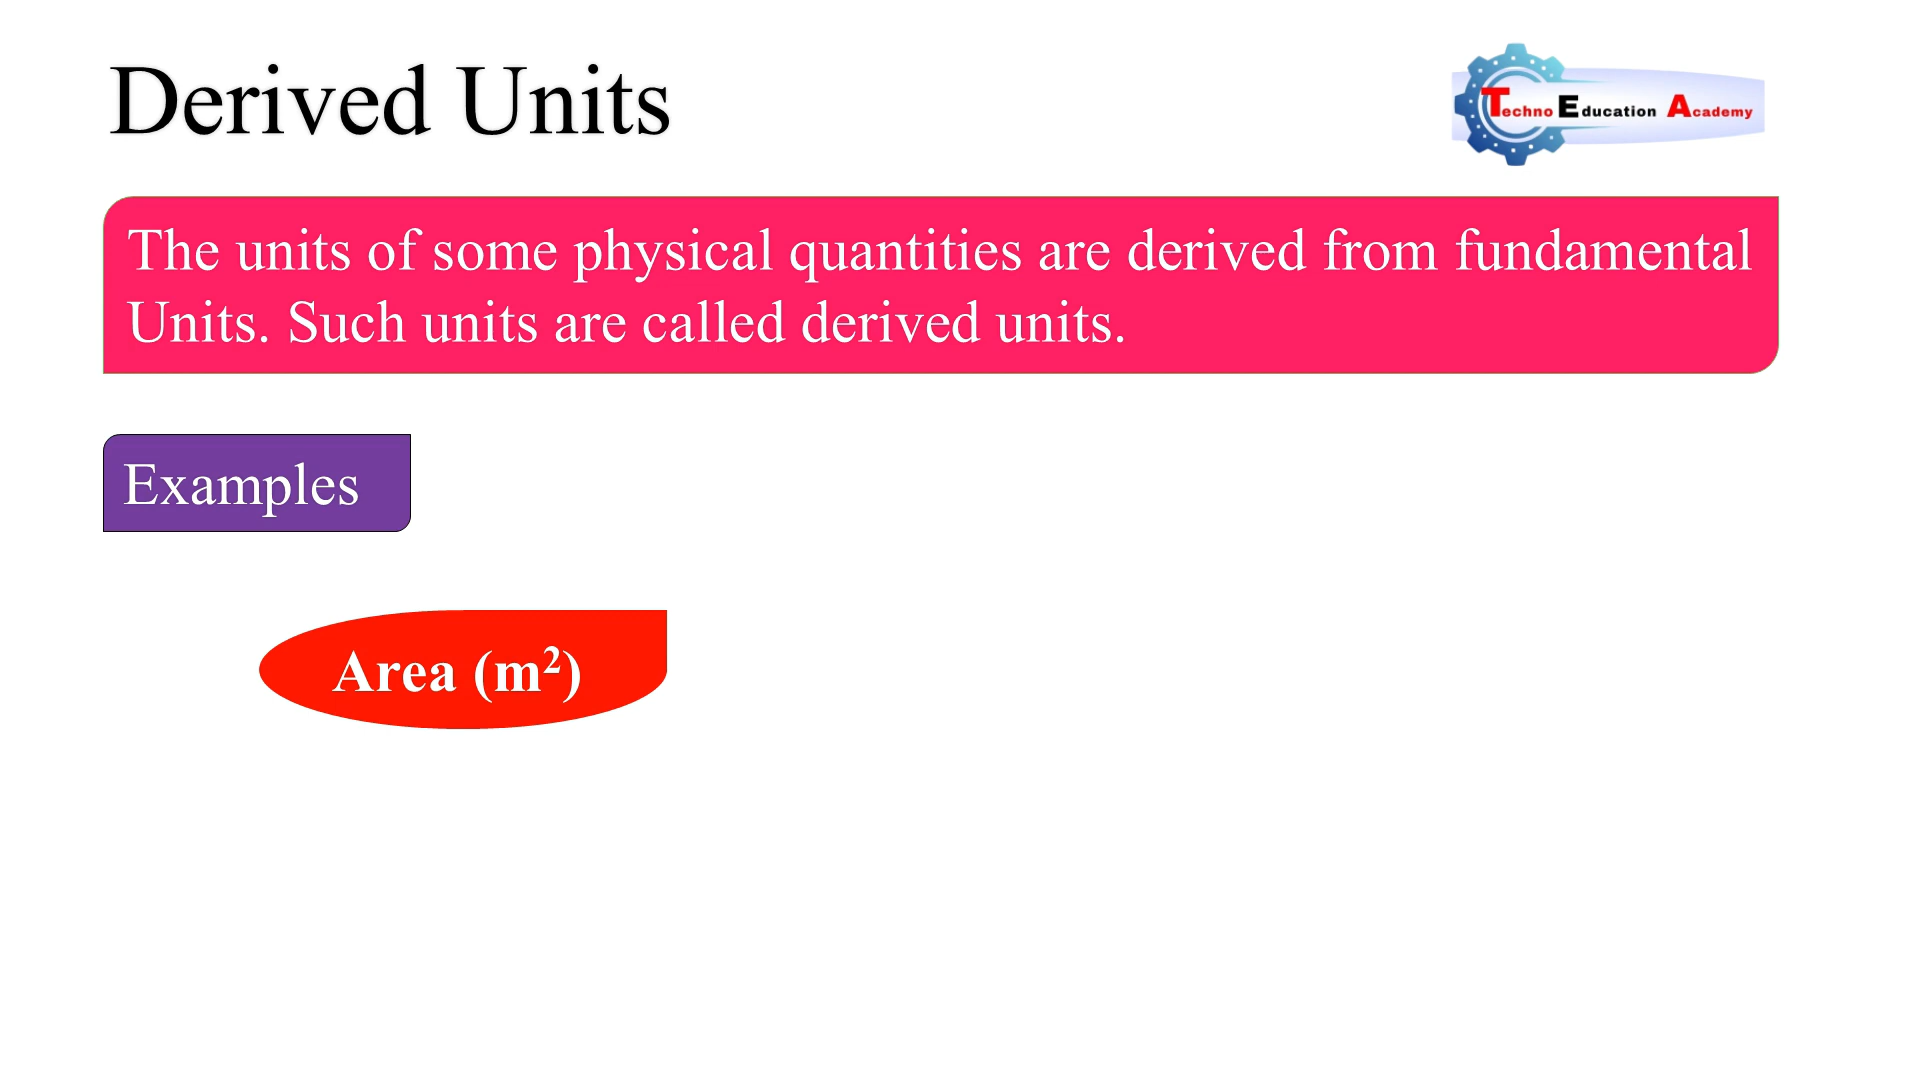 Derived Units
Techno Education Academy
The units of some physical quantities are derived from fundamental
Units. Such units are called derived units.
Examples
Area (m²)